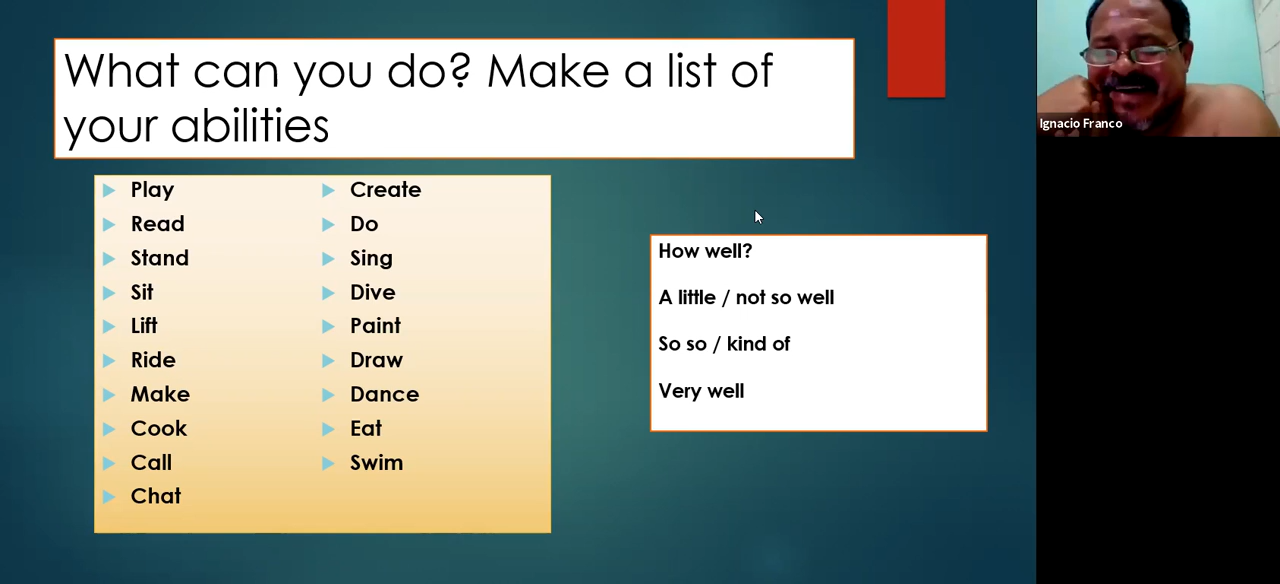 What can you do? Make a list of
your abilities
Play
Read
Stand
Sit
Lift
Ride
Make
Cook
Call
Chat
Create
Do
Sing
Dive
Paint
Draw
Dance
Eat
Swim
How well?
A little / not so well
So so / kind of
Very well
Ignacio Franco